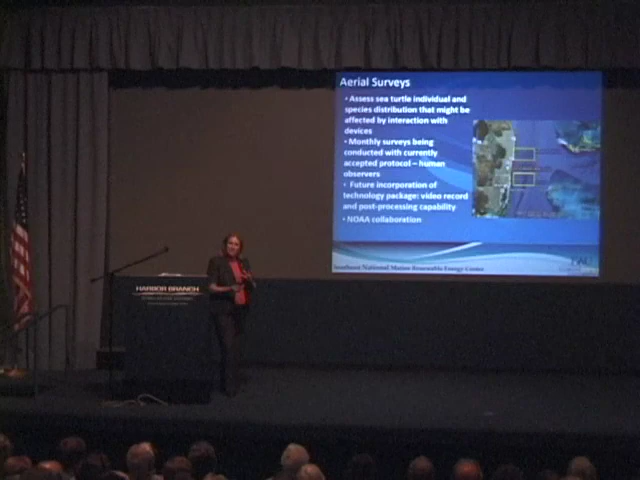 Aerial Surveys
• Assess sea turtle individual and
species distribution that might be
affected by interaction with
devices
• Monthly surveys being
conducted with currently
accepted protocol – human
observers
• Future incorporation of
technology package: video record
and post-processing capability
• NOAA collaboration
Southeast National Marine Renewable Energy Center
FAU
HARBOR BRANCH